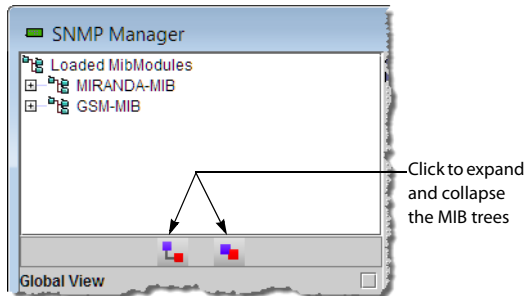 SNMP Manager
Loaded MibModules
MIRANDA-MIB
GSM-MIB
Click to expand
and collapse
the MIB trees
Global View